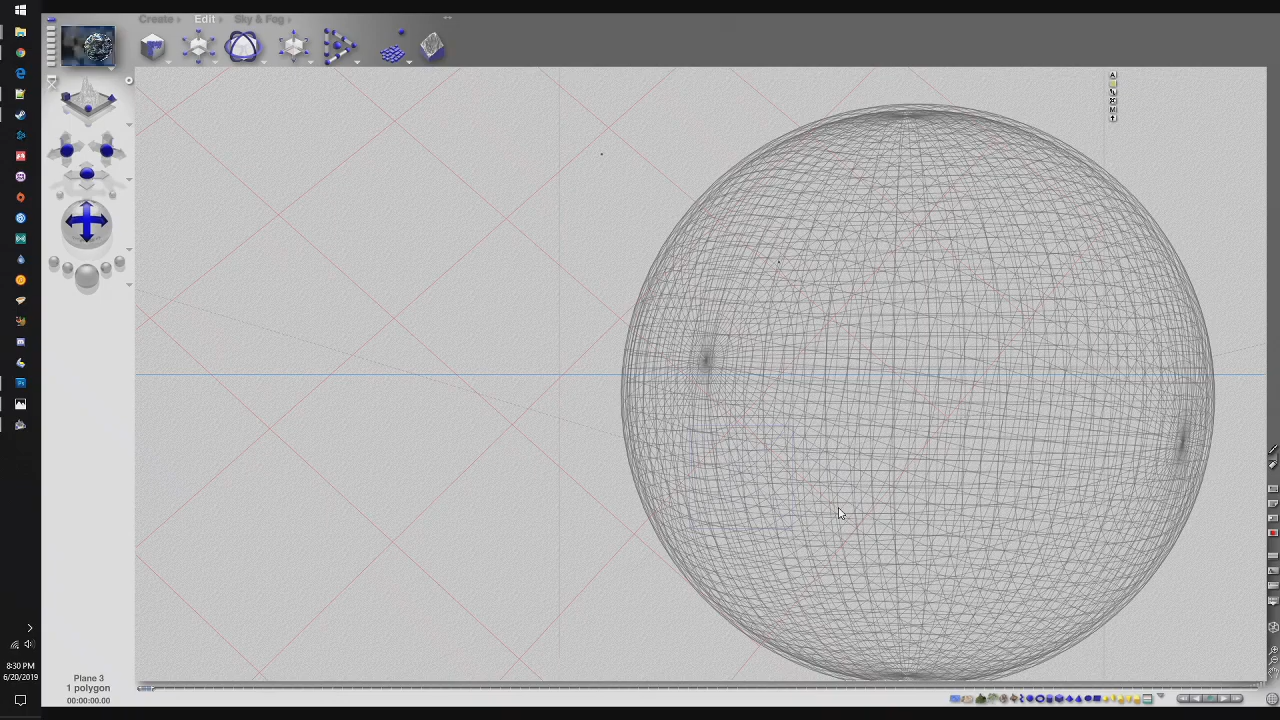 Create
Edit
Sky & Fog
A
M
8:30 PM
6/20/2019
Plane 3
1 polygon
00:00:00.00